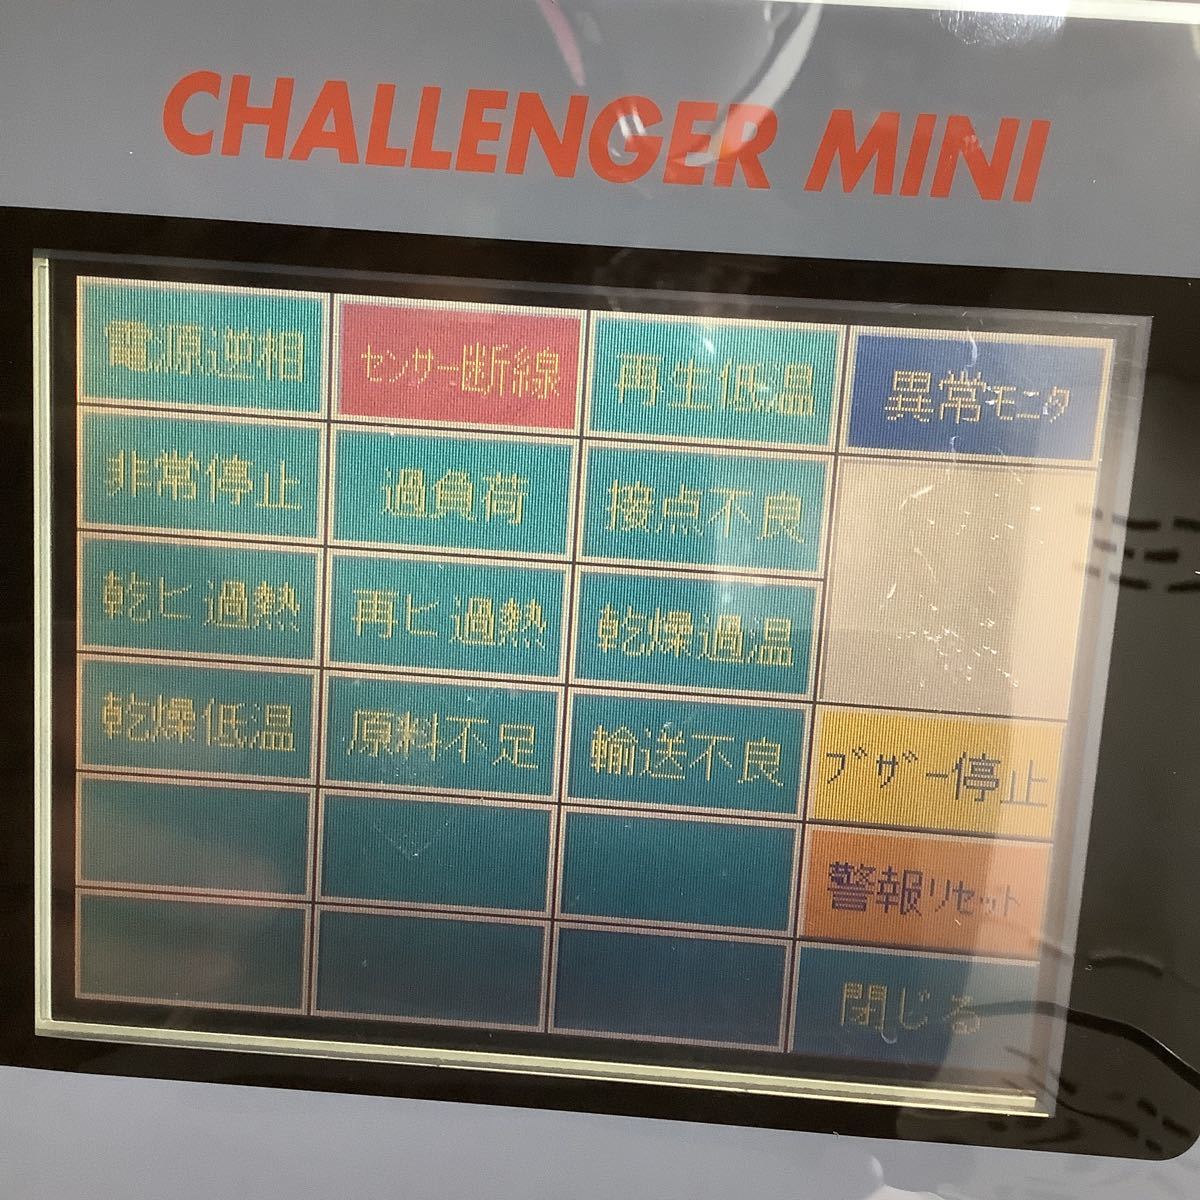 CHALLENGER MINI
電源逆相
センサー断線
再生低温
異常モニタ
非常停止
過負荷
接点不良
乾ヒ過熱
再ヒ過熱
乾燥過温
乾燥低温
原料不足
輸送不良
ブザー停止
警報リセット
閉じる